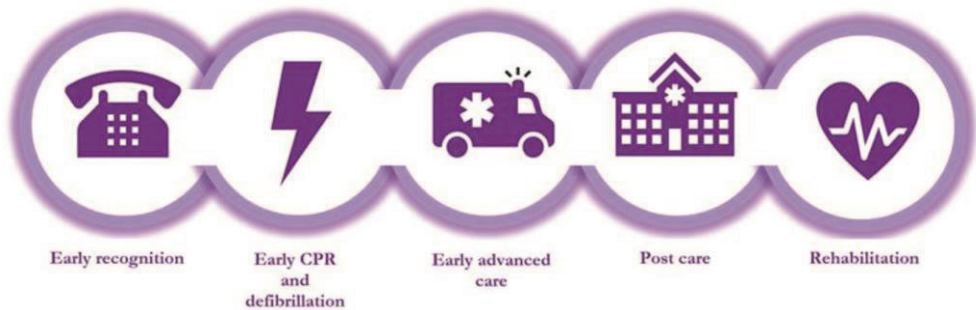 Early recognition
Early CPR
and
defibrillation
Early advanced
care
Post care
Rehabilitation